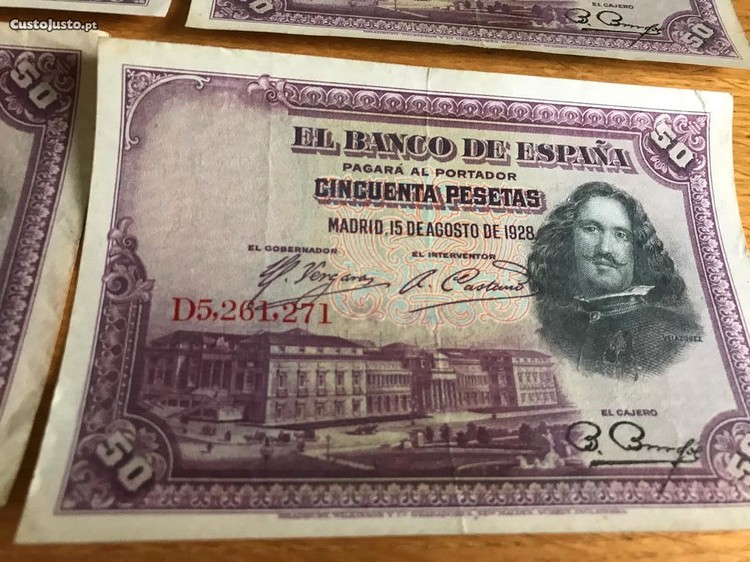 CustoJusto.pt
EL CAJERO
50
50
50
EL BANCO DE ESPAÑA
PAGARÁ AL PORTADOR
CINCUENTA PESETAS
MADRID, 15 DE AGOSTO DE 1928
EL GOBERNADOR
EL INTERVENTOR
D5,261,271
VELAZQUEZ
EL CAJERO
50